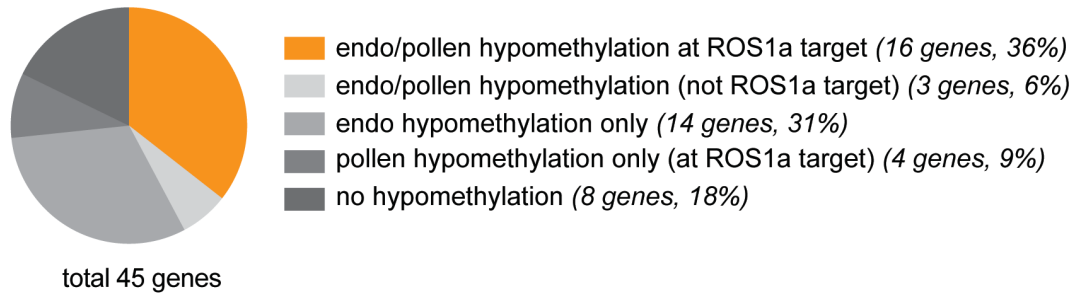 endo/pollen hypomethylation at ROS1a target (16 genes, 36%)
endo/pollen hypomethylation (not ROS1a target) (3 genes, 6%)
endo hypomethylation only (14 genes, 31%)
pollen hypomethylation only (at ROS1a target) (4 genes, 9%)
no hypomethylation (8 genes, 18%)
total 45 genes